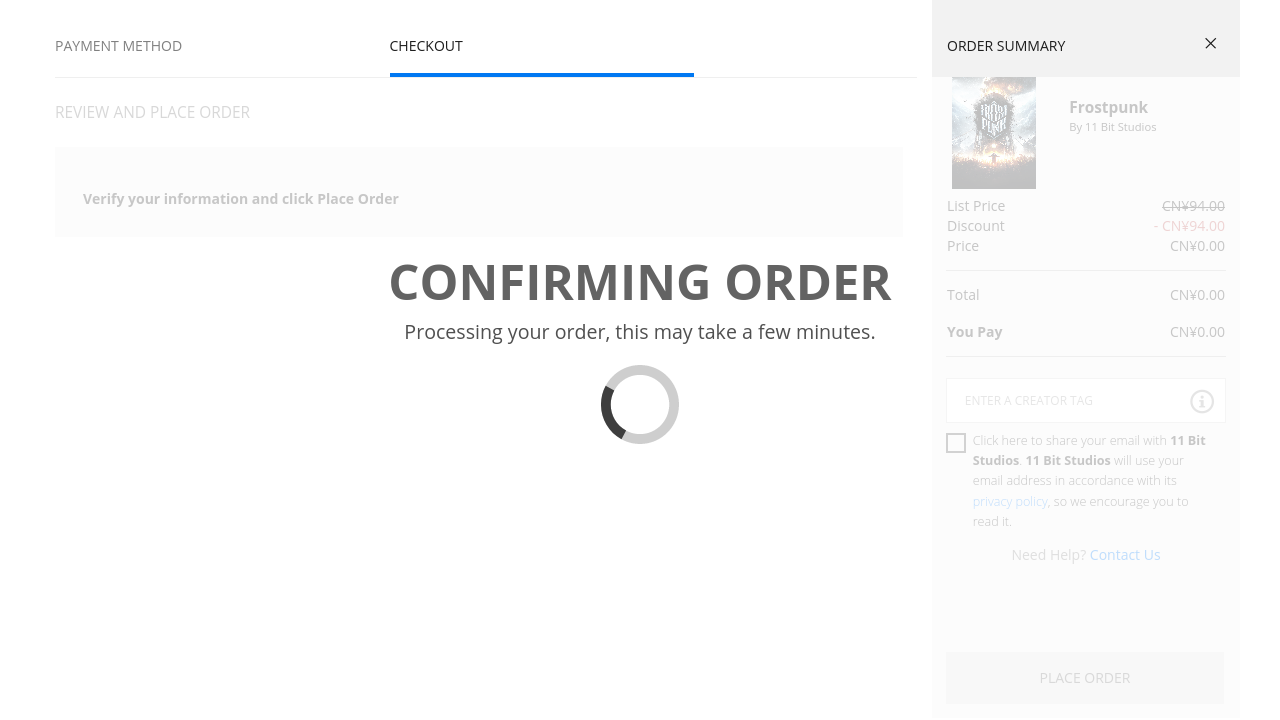 PAYMENT METHOD
CHECKOUT
REVIEW AND PLACE ORDER
Verify your information and click Place Order
CONFIRMING ORDER
Processing your order, this may take a few minutes.
ORDER SUMMARY
FROST
PUNK
Frostpunk
By 11 Bit Studios
List Price CN¥94.00
Discount - CN¥94.00
Price CN¥0.00
Total CN¥0.00
You Pay CN¥0.00
ENTER A CREATOR TAG
Click here to share your email with 11 Bit
Studios. 11 Bit Studios will use your
email address in accordance with its
privacy policy, so we encourage you to
read it.
Need Help? Contact Us
PLACE ORDER